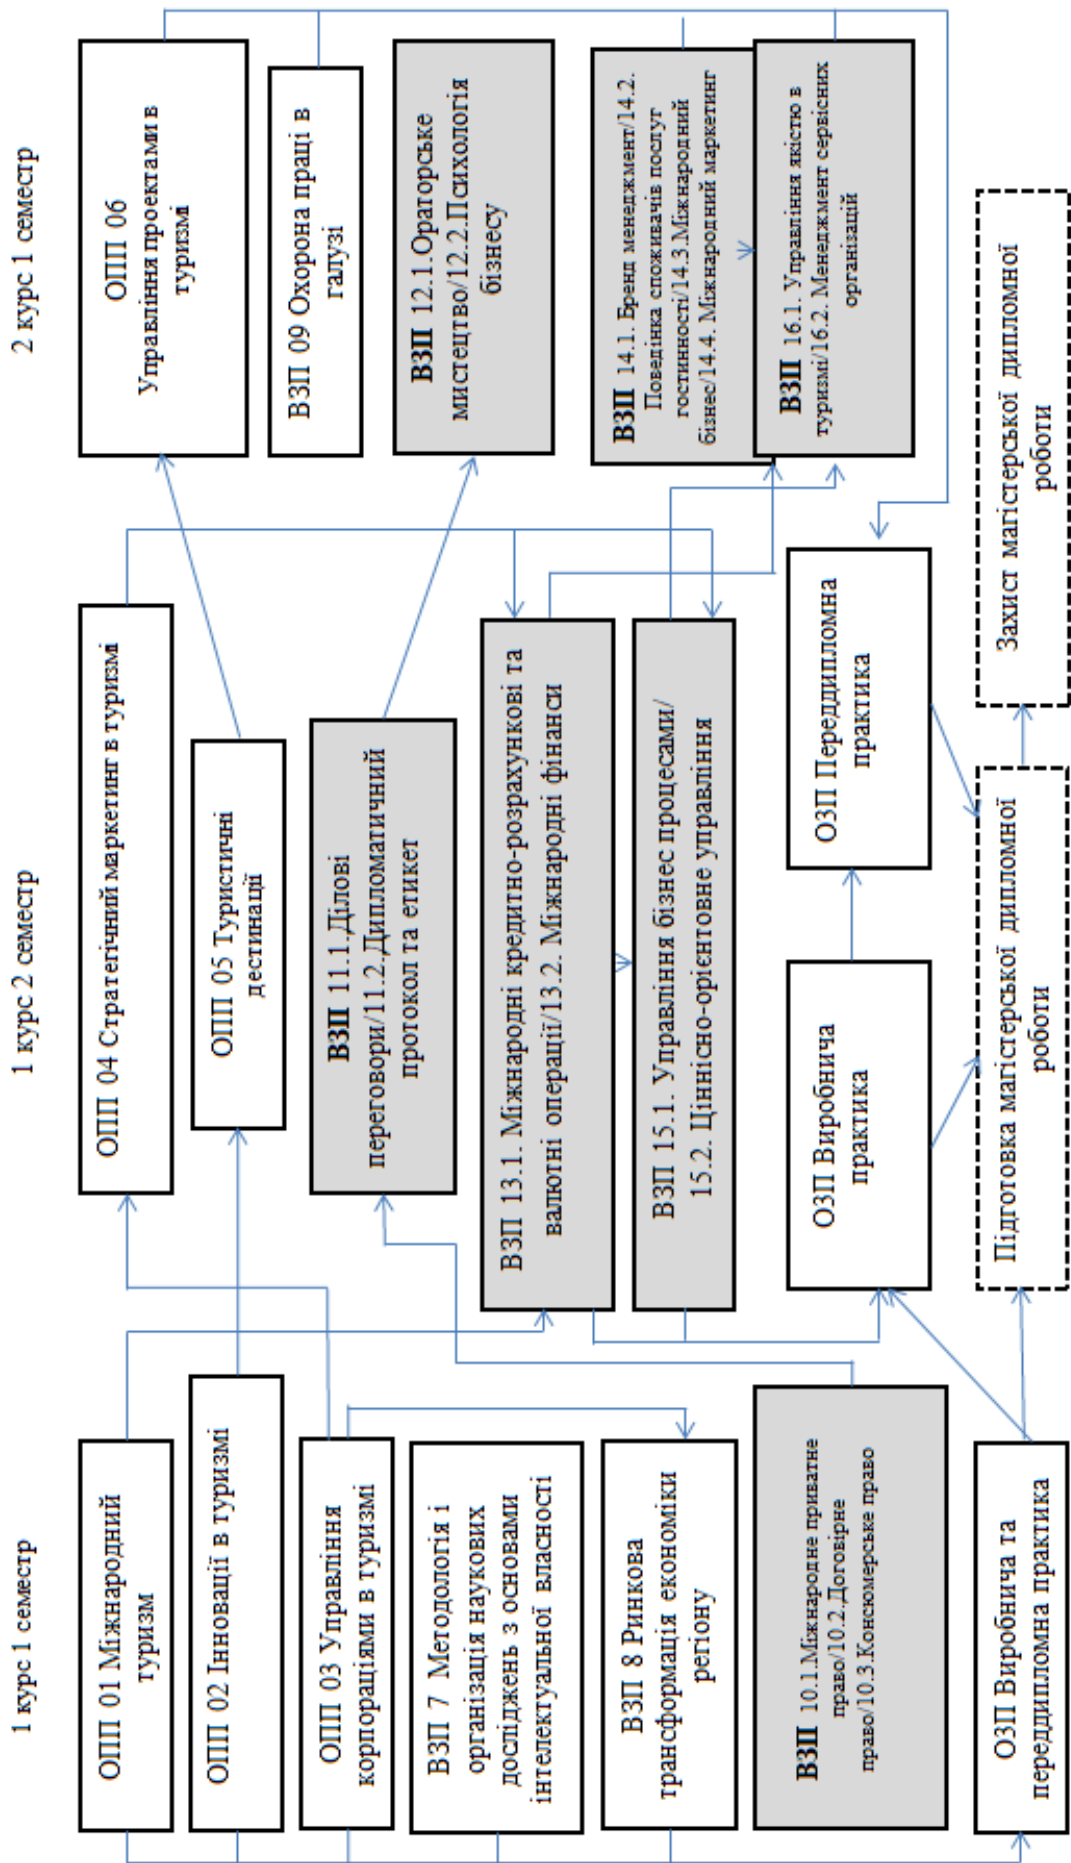 1 курс 1 семестр
ОПП 01 Міжнародний
туризм
ОПП 02 Інновації в туризмі
ОПП 03 Управління
корпораціями в туризмі
ВЗП 7 Методологія і
організація наукових
досліджень з основами
інтелектуальної власності
ВЗП 8 Ринкова
трансформація економіки
регіону
ВЗП 10.1.Міжнародне приватне
право/10.2.Договірне
право/10.3.Консюмерське право
ОЗП Виробнича та
переддипломна практика
1 курс 2 семестр
ОПП 04 Стратегічний маркетинг в туризмі
ОПП 05 Туристичні
дестинації
ВЗП 11.1.Ділові
переговори/11.2.Дипломатичний
протокол та етикет
ВЗП 13.1. Міжнародні кредитно-розрахункові та
валютні операції/13.2. Міжнародні фінанси
ВЗП 15.1. Управління бізнес процесами/
15.2. Ціннісно-орієнтовне управління
ОЗП Виробнича
практика
ОЗП Переддипломна
практика
Підготовка магістерської дипломної
роботи
2 курс 1 семестр
ОПП 06
Управління проектами в
туризмі
ВЗП 09 Охорона праці в
галузі
ВЗП 12.1.Ораторське
мистецтво/12.2.Психологія
бізнесу
ВЗП 14.1. Бренд менеджмент/14.2.
Поведінка споживачів послуг
гостинності/14.3.Міжнародний
бізнес/14.4. Міжнародний маркетинг
ВЗП 16.1. Управління якістю в
туризмі/16.2. Менеджмент сервісних
організацій
Захист магістерської дипломної
роботи